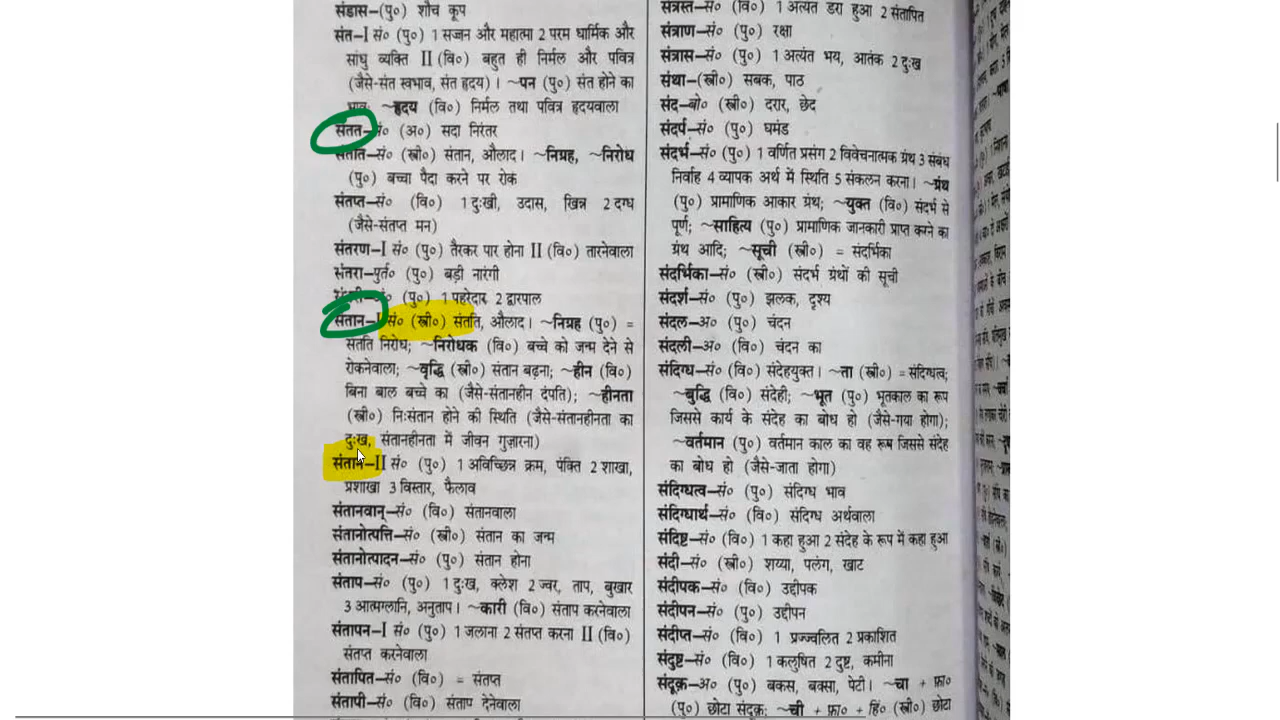 संडास–(पु०) शौच कूप
संत–I सं० (पु०) 1 सज्जन और महात्मा 2 परम धार्मिक और
साधु व्यक्ति II (वि०) बहुत ही निर्मल और पवित्र
(जैसे-संत स्वभाव, संत हृदय)। ~पन (पु०) संत होने का
भाव; ~हृदय (वि०) निर्मल तथा पवित्र हृदयवाला
संतत–सं० (अ०) सदा निरंतर
संतति–सं० (स्त्री०) संतान, औलाद। ~निग्रह, ~निरोध
(पु०) बच्चा पैदा करने पर रोक
संतप्त–सं० (वि०) 1 दुःखी, उदास, खिन्न 2 दग्ध
(जैसे-संतप्त मन)
संतरण–I सं० (पु०) तैरकर पार होना II (वि०) तारनेवाला
संतरा–पुर्त० (पु०) बड़ी नारंगी
(पु०) 1 पहरेदार 2 द्वारपाल
संतान–I सं० (स्त्री०) संतति, औलाद। ~निग्रह (पु०) =
संतति निरोध; ~निरोधक (वि०) बच्चे को जन्म देने से
रोकनेवाला; ~वृद्धि (स्त्री०) संतान बढ़ना; ~हीन (वि०)
बिना बाल बच्चे का (जैसे-संतानहीन दंपति); ~हीनता
(स्त्री०) निःसंतान होने की स्थिति (जैसे-संतानहीनता का
दुःख, संतानहीनता में जीवन गुज़ारना)
संतान–II सं० (पु०) 1 अविच्छिन्न क्रम, पंक्ति 2 शाखा,
प्रशाखा 3 विस्तार, फैलाव
संतानवान्–सं० (वि०) संतानवाला
संतानोत्पत्ति–सं० (स्त्री०) संतान का जन्म
संतानोत्पादन–सं० (पु०) संतान होना
संताप–सं० (पु०) 1 दुःख, क्लेश 2 ज्वर, ताप, बुखार
3 आत्मग्लानि, अनुताप। ~कारी (वि०) संताप करनेवाला
संतापन–I सं० (पु०) 1 जलाना 2 संतप्त करना II (वि०)
संतप्त करनेवाला
संतापित–सं० (वि०) = संतप्त
संतापी–सं० (वि०) संताप देनेवाला
संत्रस्त–सं० (वि०) 1 अत्यंत डरा हुआ 2 संतापित
संत्राण–सं० (पु०) रक्षा
संत्रास–सं० (पु०) 1 अत्यंत भय, आतंक 2 दुःख
संथा–(स्त्री०) सबक, पाठ
संद–बो० (स्त्री०) दरार, छेद
संदर्प–सं० (पु०) घमंड
संदर्भ–सं० (पु०) 1 वर्णित प्रसंग 2 विवेचनात्मक ग्रंथ 3 संबंध
निर्वाह 4 व्यापक अर्थ में स्थिति 5 संकलन करना। ~ग्रंथ
(पु०) प्रामाणिक आकार ग्रंथ; ~युक्त (वि०) संदर्भ से
पूर्ण; ~साहित्य (पु०) प्रामाणिक जानकारी प्राप्त करने का
ग्रंथ आदि; ~सूची (स्त्री०) = संदर्भिका
संदर्भिका–सं० (स्त्री०) संदर्भ ग्रंथों की सूची
संदर्श–सं० (पु०) झलक, दृश्य
संदल–अ० (पु०) चंदन
संदली–अ० (वि०) चंदन का
संदिग्ध–सं० (वि०) संदेहयुक्त। ~ता (स्त्री०) = संदिग्धत्व;
~बुद्धि (वि०) संदेही; ~भूत (पु०) भूतकाल का रूप
जिससे कार्य के संदेह का बोध हो (जैसे-गया होगा);
~वर्तमान (पु०) वर्तमान काल का वह रूप जिससे संदेह
का बोध हो (जैसे-जाता होगा)
संदिग्धत्व–सं० (पु०) संदिग्ध भाव
संदिग्धार्थ–सं० (वि०) संदिग्ध अर्थवाला
संदिष्ट–सं० (वि०) 1 कहा हुआ 2 संदेह के रूप में कहा हुआ
संदी–सं० (स्त्री०) शय्या, पलंग, खाट
संदीपक–सं० (वि०) उद्दीपक
संदीपन–सं० (पु०) उद्दीपन
संदीप्त–सं० (वि०) 1 प्रज्ज्वलित 2 प्रकाशित
संदुष्ट–सं० (वि०) 1 कलुषित 2 दुष्ट, कमीना
संदूक़–अ० (पु०) बकस, बक्सा, पेटी। ~चा + फ़ा०
(पु०) छोटा संदूक़; ~ची + फ़ा० + हिं० (स्त्री०) छोटा